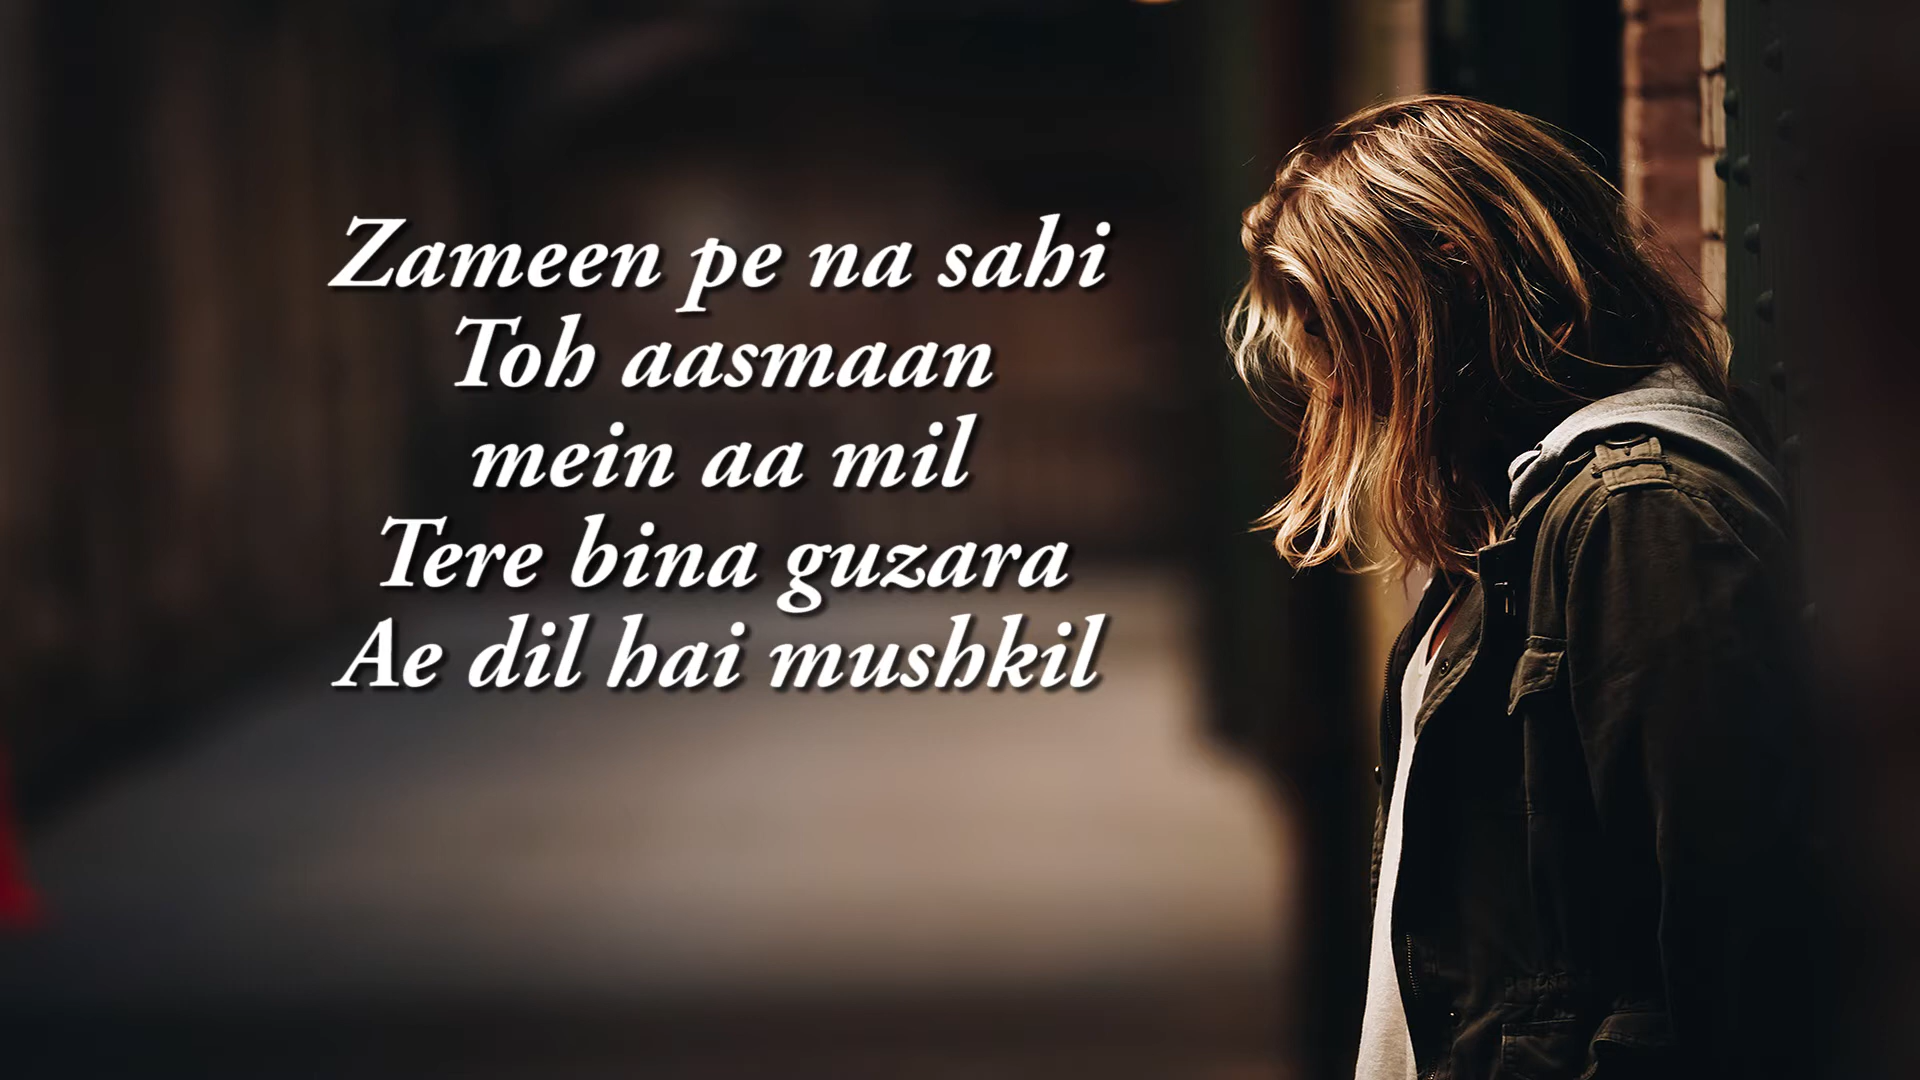 Zameen pe na sahi
Toh aasmaan
mein aa mil
Tere bina guzara
Ae dil hai mushkil